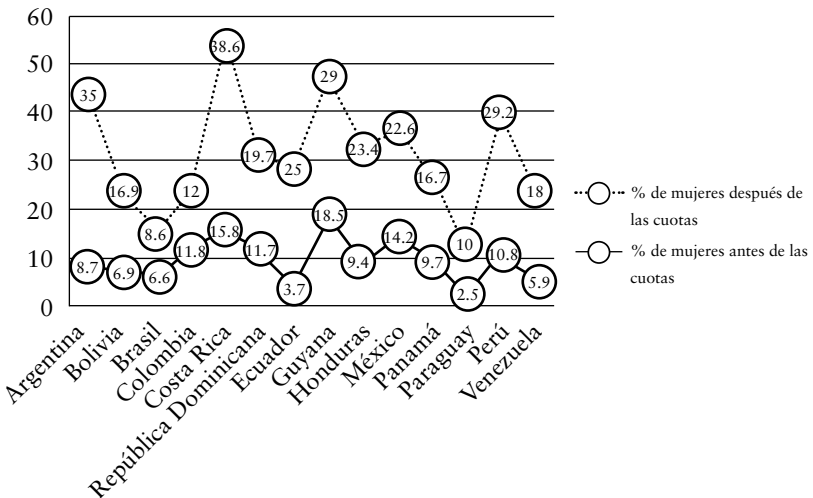 60
50
40
30
20
10
0
35
16.9
8.6
12
38.6
19.7
25
29
23.4
22.6
16.7
10
29.2
18
8.7
6.9
6.6
11.8
15.8
11.7
3.7
18.5
9.4
14.2
9.7
2.5
10.8
5.9
Argentina
Bolivia
Brasil
Colombia
Costa Rica
República Dominicana
Ecuador
Guyana
Honduras
México
Panamá
Paraguay
Perú
Venezuela
% de mujeres después de
las cuotas
% de mujeres antes de las
cuotas